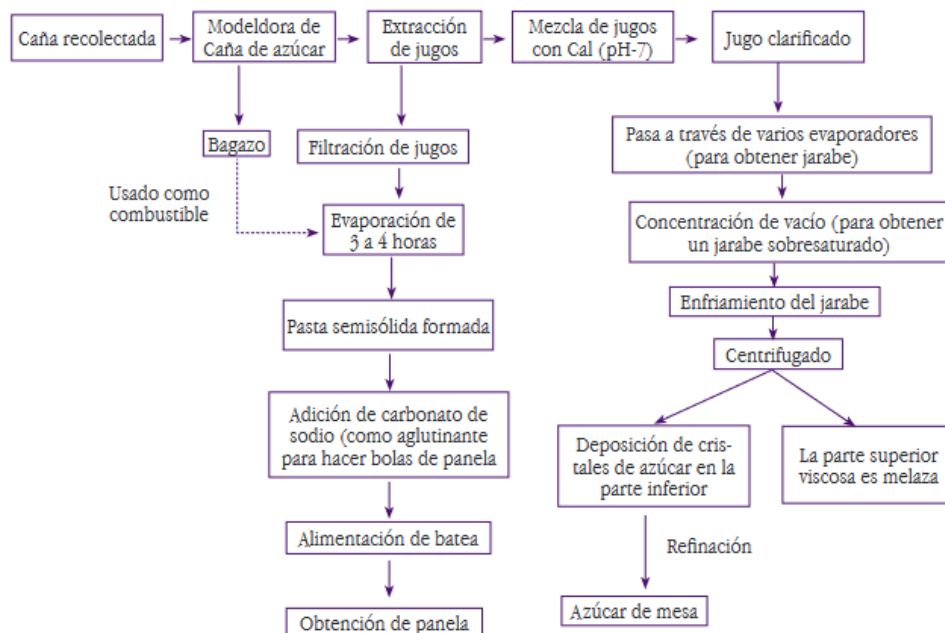 Caña recolectada
Modeldora de
Caña de azúcar
Extracción
de jugos
Mezcla de jugos
con Cal (pH-7)
Jugo clarificado
Bagazo
Usado como
combustible
Filtración de jugos
Evaporación de
3 a 4 horas
Pasta semisólida formada
Adición de carbonato de
sodio (como aglutinante
para hacer bolas de panela
Alimentación de batea
Obtención de panela
Pasa a través de varios evaporadores
(para obtener jarabe)
Concentración de vacío (para obtener
un jarabe sobresaturado)
Enfriamiento del jarabe
Centrifugado
Deposición de cris-
tales de azúcar en la
parte inferior
La parte superior
viscosa es melaza
Refinación
Azúcar de mesa